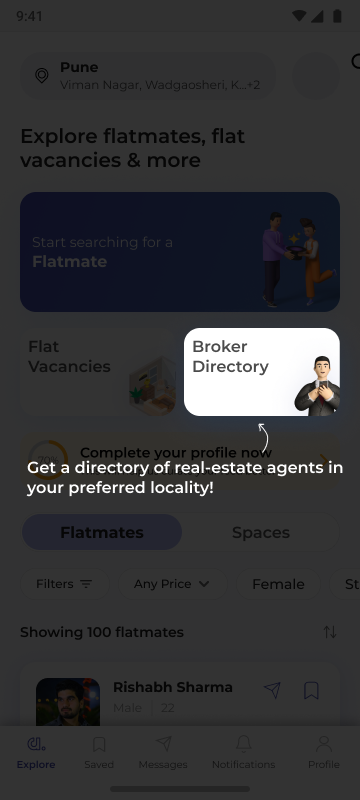 9:41
Pune
Viman Nagar, Wadgaosheri, K...+2
Explore flatmates, flat
vacancies & more
Start searching for a
Flatmate
Flat
Vacancies
Broker
Directory
70%
Complete your profile now
Get a directory of real-estate agents in
your preferred locality!
Flatmates
Spaces
Filters
Any Price
Female
St
Showing 100 flatmates
Rishabh Sharma
Male
22
Explore
Saved
Messages
Notifications
Profile